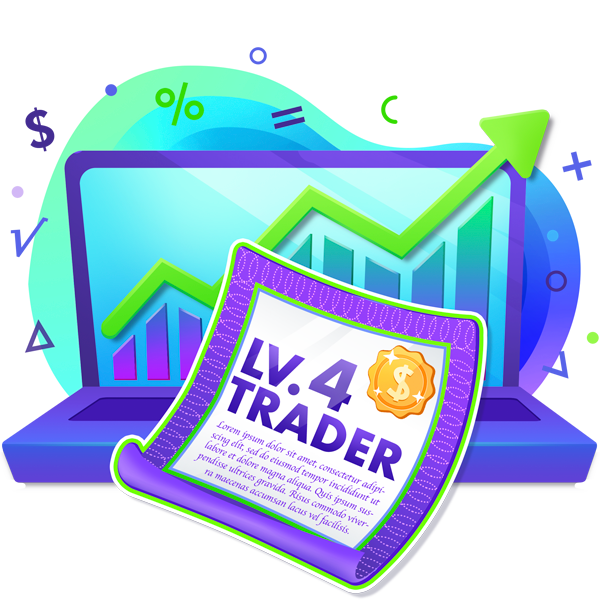 $
%
=
+
√
LV. 4
TRADER
$
Lorem ipsum dolor sit amet, consectetur adipi-
scing elit, sed do eiusmod tempor incididunt ut
labore et dolore magna aliqua. Quis ipsum sus-
pendisse ultrices gravida. Risus commodo viver-
ra maecenas accumsan lacus vel facilisis.